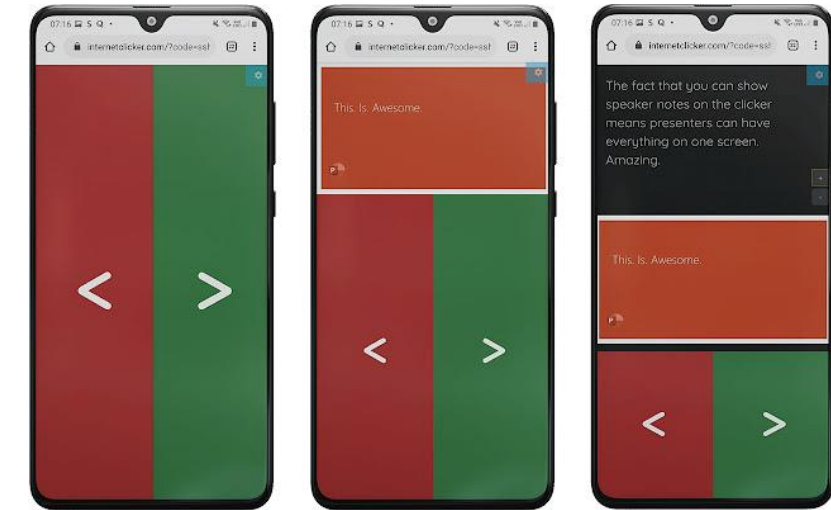 07:16 S Q •
internetclicker.com/?code=ssf
22
<
>
07:16 S Q •
internetclicker.com/?code=ssf
22
This. Is. Awesome.
P
<
>
07:16 S Q •
internetclicker.com/?code=ssf
The fact that you can show
speaker notes on the clicker
means presenters can have
everything on one screen.
Amazing.
+
-
This. Is. Awesome.
P
<
>